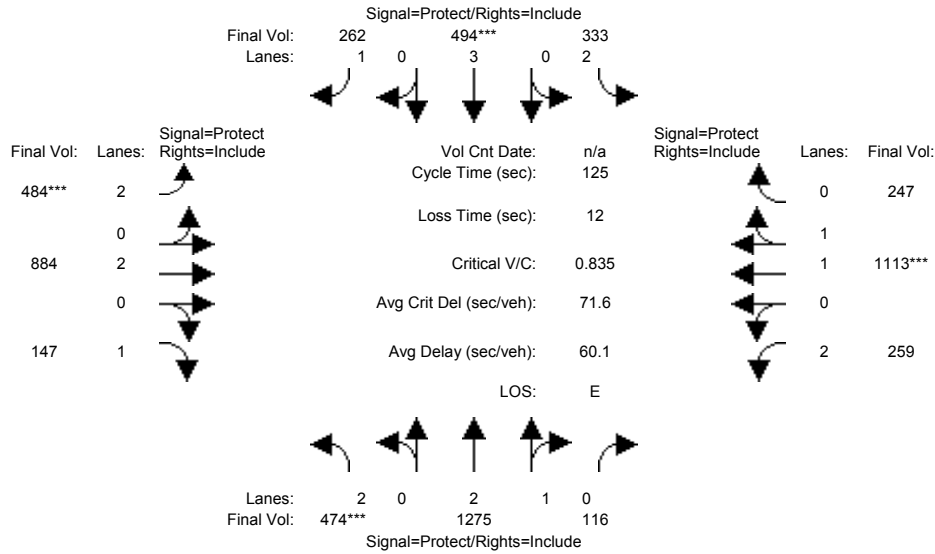 Signal=Protect/Rights=Include
Final Vol: 262 494*** 333
Lanes: 1 0 3 0 2
Signal=Protect Signal=Protect
Final Vol: Lanes: Rights=Include Vol Cnt Date: n/a Rights=Include Lanes: Final Vol:
Cycle Time (sec): 125
484*** 2 0 247
Loss Time (sec): 12
0 1
884 2 Critical V/C: 0.835 1 1113***
0 Avg Crit Del (sec/veh): 71.6 0
147 1 Avg Delay (sec/veh): 60.1 2 259
LOS: E
Lanes: 2 0 2 1 0
Final Vol: 474*** 1275 116
Signal=Protect/Rights=Include